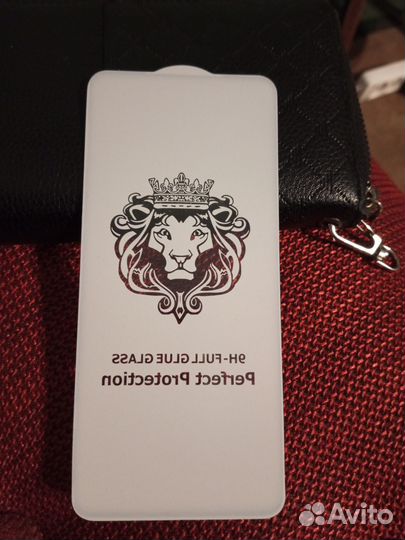 9H-FULL GLUE GLASS
Perfect Protection
Avito